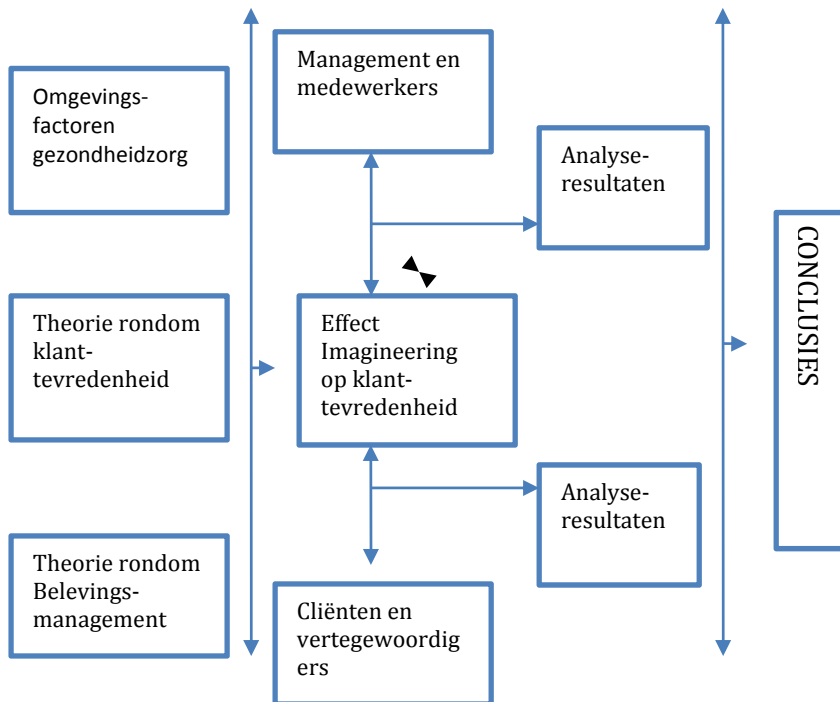 Omgevings-
factoren
gezondheidzorg
Theorie rondom
klant-
tevredenheid
Theorie rondom
Belevings-
management
Management en
medewerkers
Effect
Imagineering
op klant-
tevredenheid
Cliënten en
vertegewoordig
ers
Analyse-
resultaten
Analyse-
resultaten
CONCLUSIES